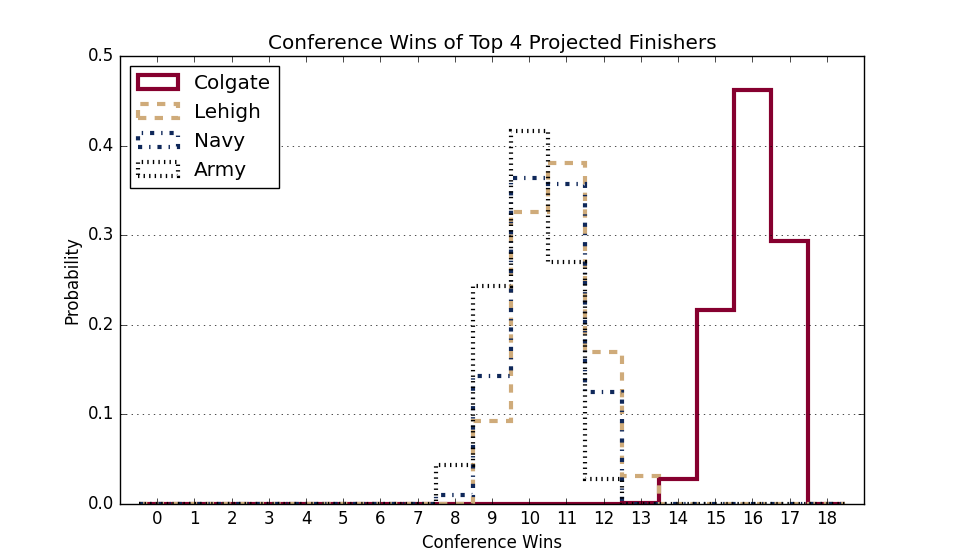 Conference Wins of Top 4 Projected Finishers
0.5
0.4
0.3
0.2
0.1
0.0
Probability
Colgate
Lehigh
Navy
Army
0 1 2 3 4 5 6 7 8 9 10 11 12 13 14 15 16 17 18
Conference Wins